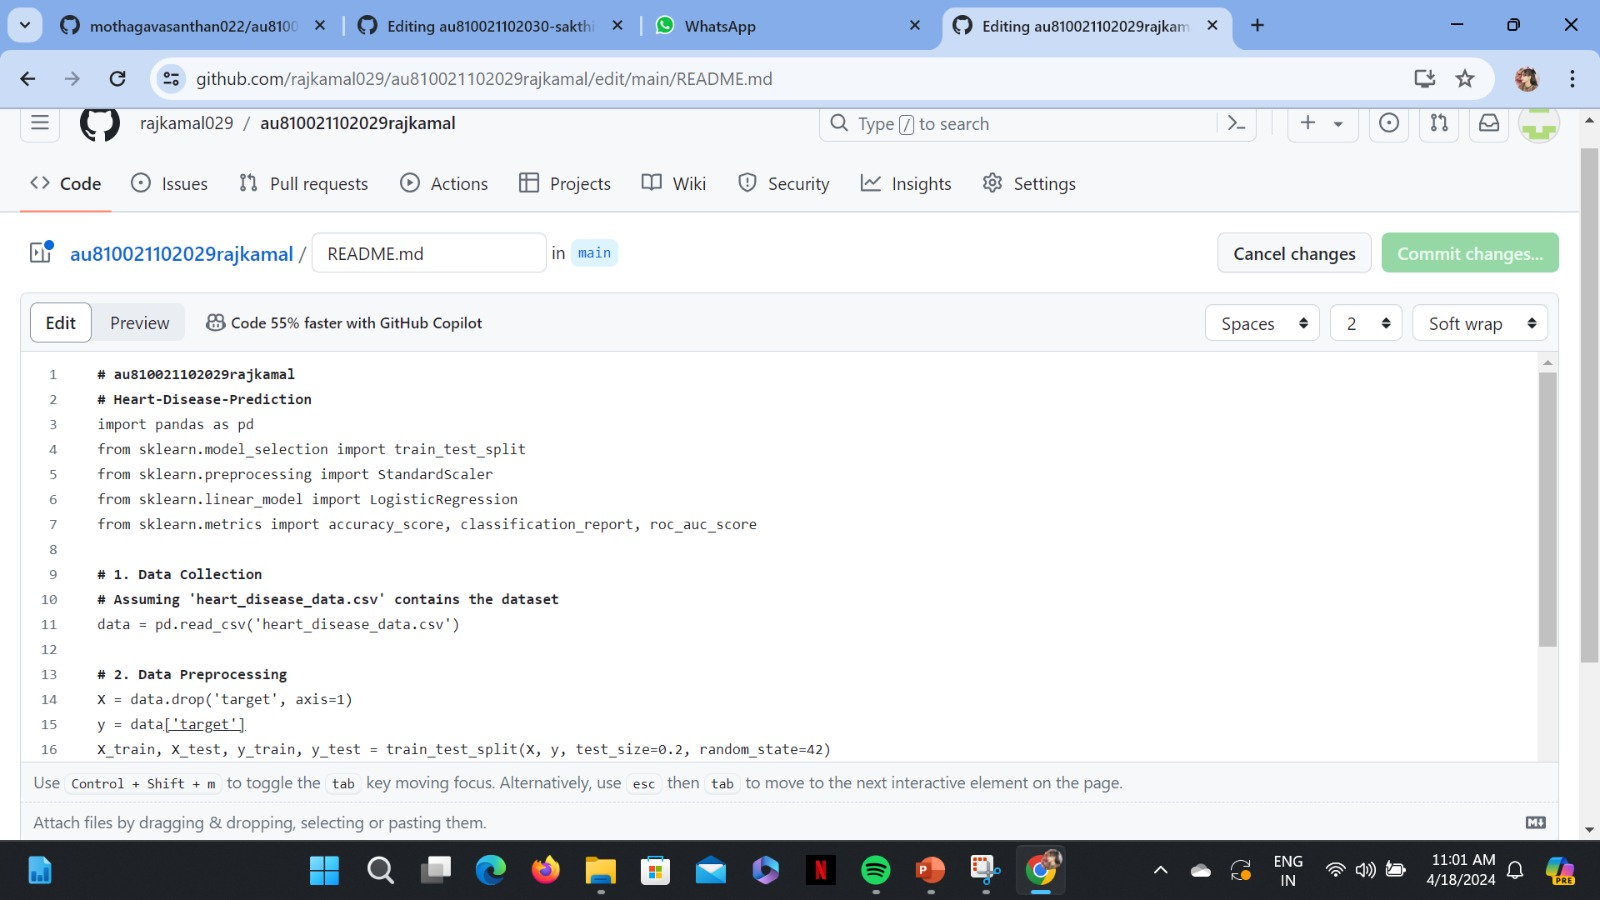 mothagavasanthan022/au8100
Editing au810021102030-sakthi
WhatsApp
Editing au810021102029rajkam
github.com/rajkamal029/au810021102029rajkamal/edit/main/README.md
rajkamal029 / au810021102029rajkamal
Type / to search
Code Issues Pull requests Actions Projects Wiki Security Insights Settings
au810021102029rajkamal / README.md in main
Cancel changes Commit changes...
Edit Preview Code 55% faster with GitHub Copilot
Spaces 2 Soft wrap
1 # au810021102029rajkamal
2 # Heart-Disease-Prediction
3 import pandas as pd
4 from sklearn.model_selection import train_test_split
5 from sklearn.preprocessing import StandardScaler
6 from sklearn.linear_model import LogisticRegression
7 from sklearn.metrics import accuracy_score, classification_report, roc_auc_score
8
9 # 1. Data Collection
10 # Assuming 'heart_disease_data.csv' contains the dataset
11 data = pd.read_csv('heart_disease_data.csv')
12
13 # 2. Data Preprocessing
14 X = data.drop('target', axis=1)
15 y = data['target']
16 X_train, X_test, y_train, y_test = train_test_split(X, y, test_size=0.2, random_state=42)
Use Control + Shift + m to toggle the tab key moving focus. Alternatively, use esc then tab to move to the next interactive element on the page.
Attach files by dragging & dropping, selecting or pasting them.
ENG
IN
11:01 AM
4/18/2024
PRE